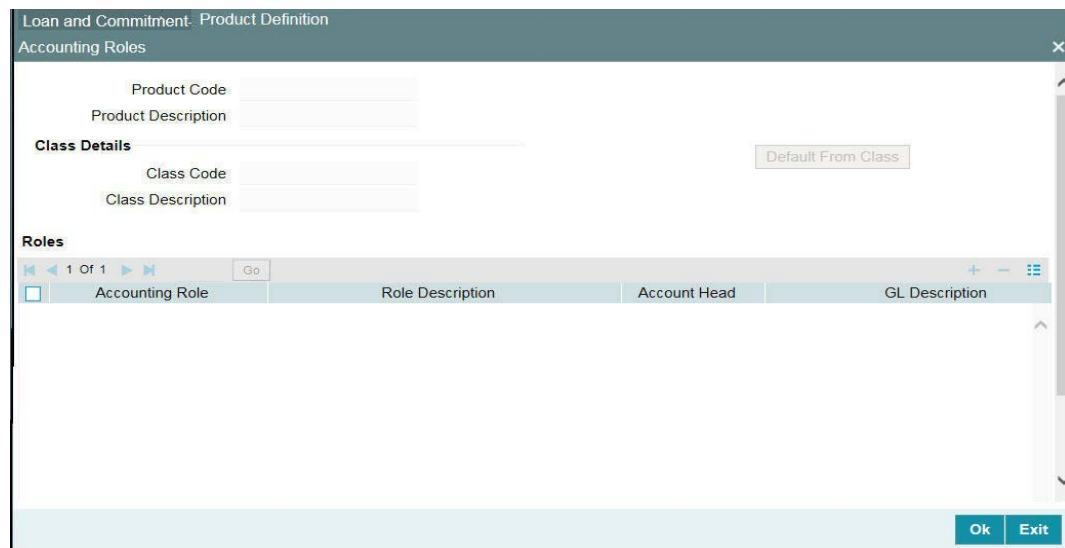 Loan and Commitment- Product Definition
Accounting Roles
Product Code
Product Description
Class Details
Default From Class
Class Code
Class Description
Roles
1 Of 1 Go
Accounting Role Role Description Account Head GL Description
Ok Exit